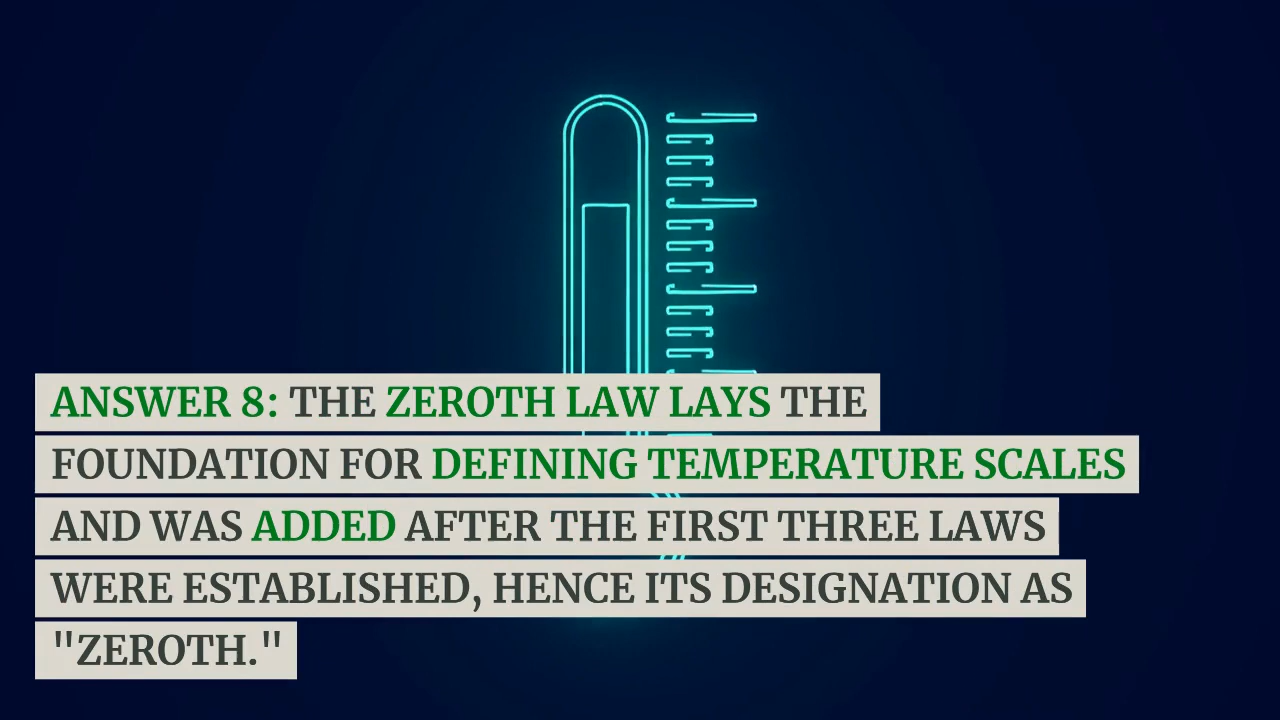 ANSWER 8: THE ZEROTH LAW LAYS THE
FOUNDATION FOR DEFINING TEMPERATURE SCALES
AND WAS ADDED AFTER THE FIRST THREE LAWS
WERE ESTABLISHED, HENCE ITS DESIGNATION AS
"ZEROTH."